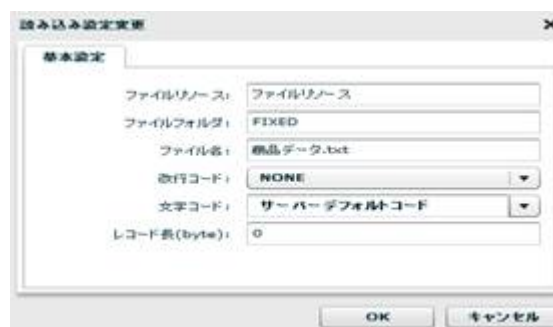 読み込み設定変更
基本設定
ファイルリソース: ファイルリソース
ファイルフォルダ: FIXED
ファイル名: 商品データ.txt
改行コード: NONE
文字コード: サーバーデフォルトコード
レコード長(byte): 0
OK キャンセル